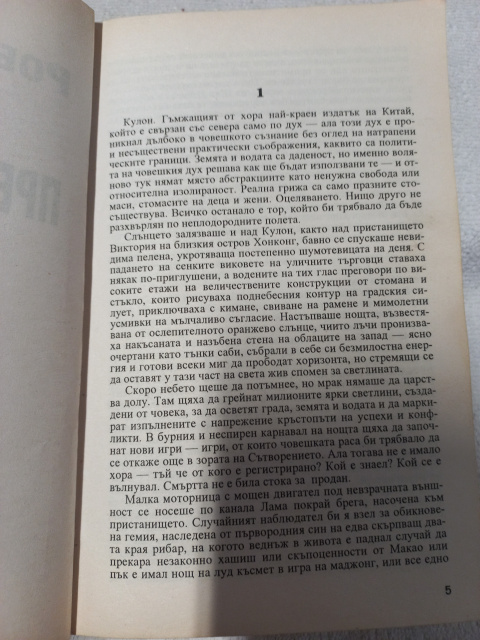 РОБ
ПРЕ
1
Кулон. Гъмжащият от хора най-краен издатък на Китай,
който е свързан със севера само по дух — ала този дух е про-
никнал дълбоко в човешкото съзнание без оглед на натрапени
и несъществени практически съображения, каквито са полити-
ческите граници. Земята и водата са даденост, но именно воля-
та на човешкия дух решава как ще бъдат използвани те — и от-
ново тук нямат място абстракциите като ненужна свобода или
относителна изолираност. Реална грижа са само празните сто-
маси, стомасите на деца и жени. Оцеляването. Нищо друго не
съществува. Всичко останало е тор, който би трябвало да бъде
разхвърлян по неплодородните полета.
Слънцето залязваше и над Кулон, както над пристанището
Виктория на близкия остров Хонконг, бавно се спускаше неви-
дима пелена, укротяваща постепенно шумотевицата на деня. С
падането на сенките виковете на уличните търговци ставаха
някак по-приглушени, а водените на тих глас преговори по ви-
соките етажи на величествените конструкции от стомана и
стъкло, които рисуваха поднебесния контур на градския си-
лует, приключваха с кимане, свиване на рамене и мимолетни
усмивки на мълчаливо съгласие. Настъпваше нощта, възвестя-
вана от ослепителното оранжево слънце, чиито лъчи пронизва-
ха накъсаната и назъбена стена на облаците на запад — ясно
очертани като тънки саби, събрали в себе си безмилостна енер-
гия и готови всеки миг да прободат хоризонта, но стремящи се
да оставят у тази част на света жив спомен за светлината.
Скоро небето щеше да потъмнее, но мрак нямаше да царст-
ва долу. Там щяха да грейнат милионите ярки светлини, създа-
дени от човека, за да осветят града, земята и водата и да марки-
рат изпълнените с напрежение кръстопъти на успехи и конф-
ликти. В бурния и неспирен карнавал на нощта щяха да започ-
нат нови игри — игри, от които човешката раса би трябвало да
се откаже още в зората на Сътворението. Ала тогава не е имало
хора — тъй че от кого е регистрирано? Кой е знаел? Кой се е
вълнувал. Смъртта не е била стока за продан.
Малка моторница с мощен двигател под невзрачната външ-
ност се носеше по канала Лама покрай брега, насочена към
пристанището. Случайният наблюдател би я взел за обикнове-
на гемия, наследена от първородния син на едва скърпващ два-
та края рибар, на когото веднъж в живота е паднал случай да
прекара незаконно хашиш или скъпоценности от Макао или
пък е имал нощ на луд късмет в игра на маджонг, или все едно
5